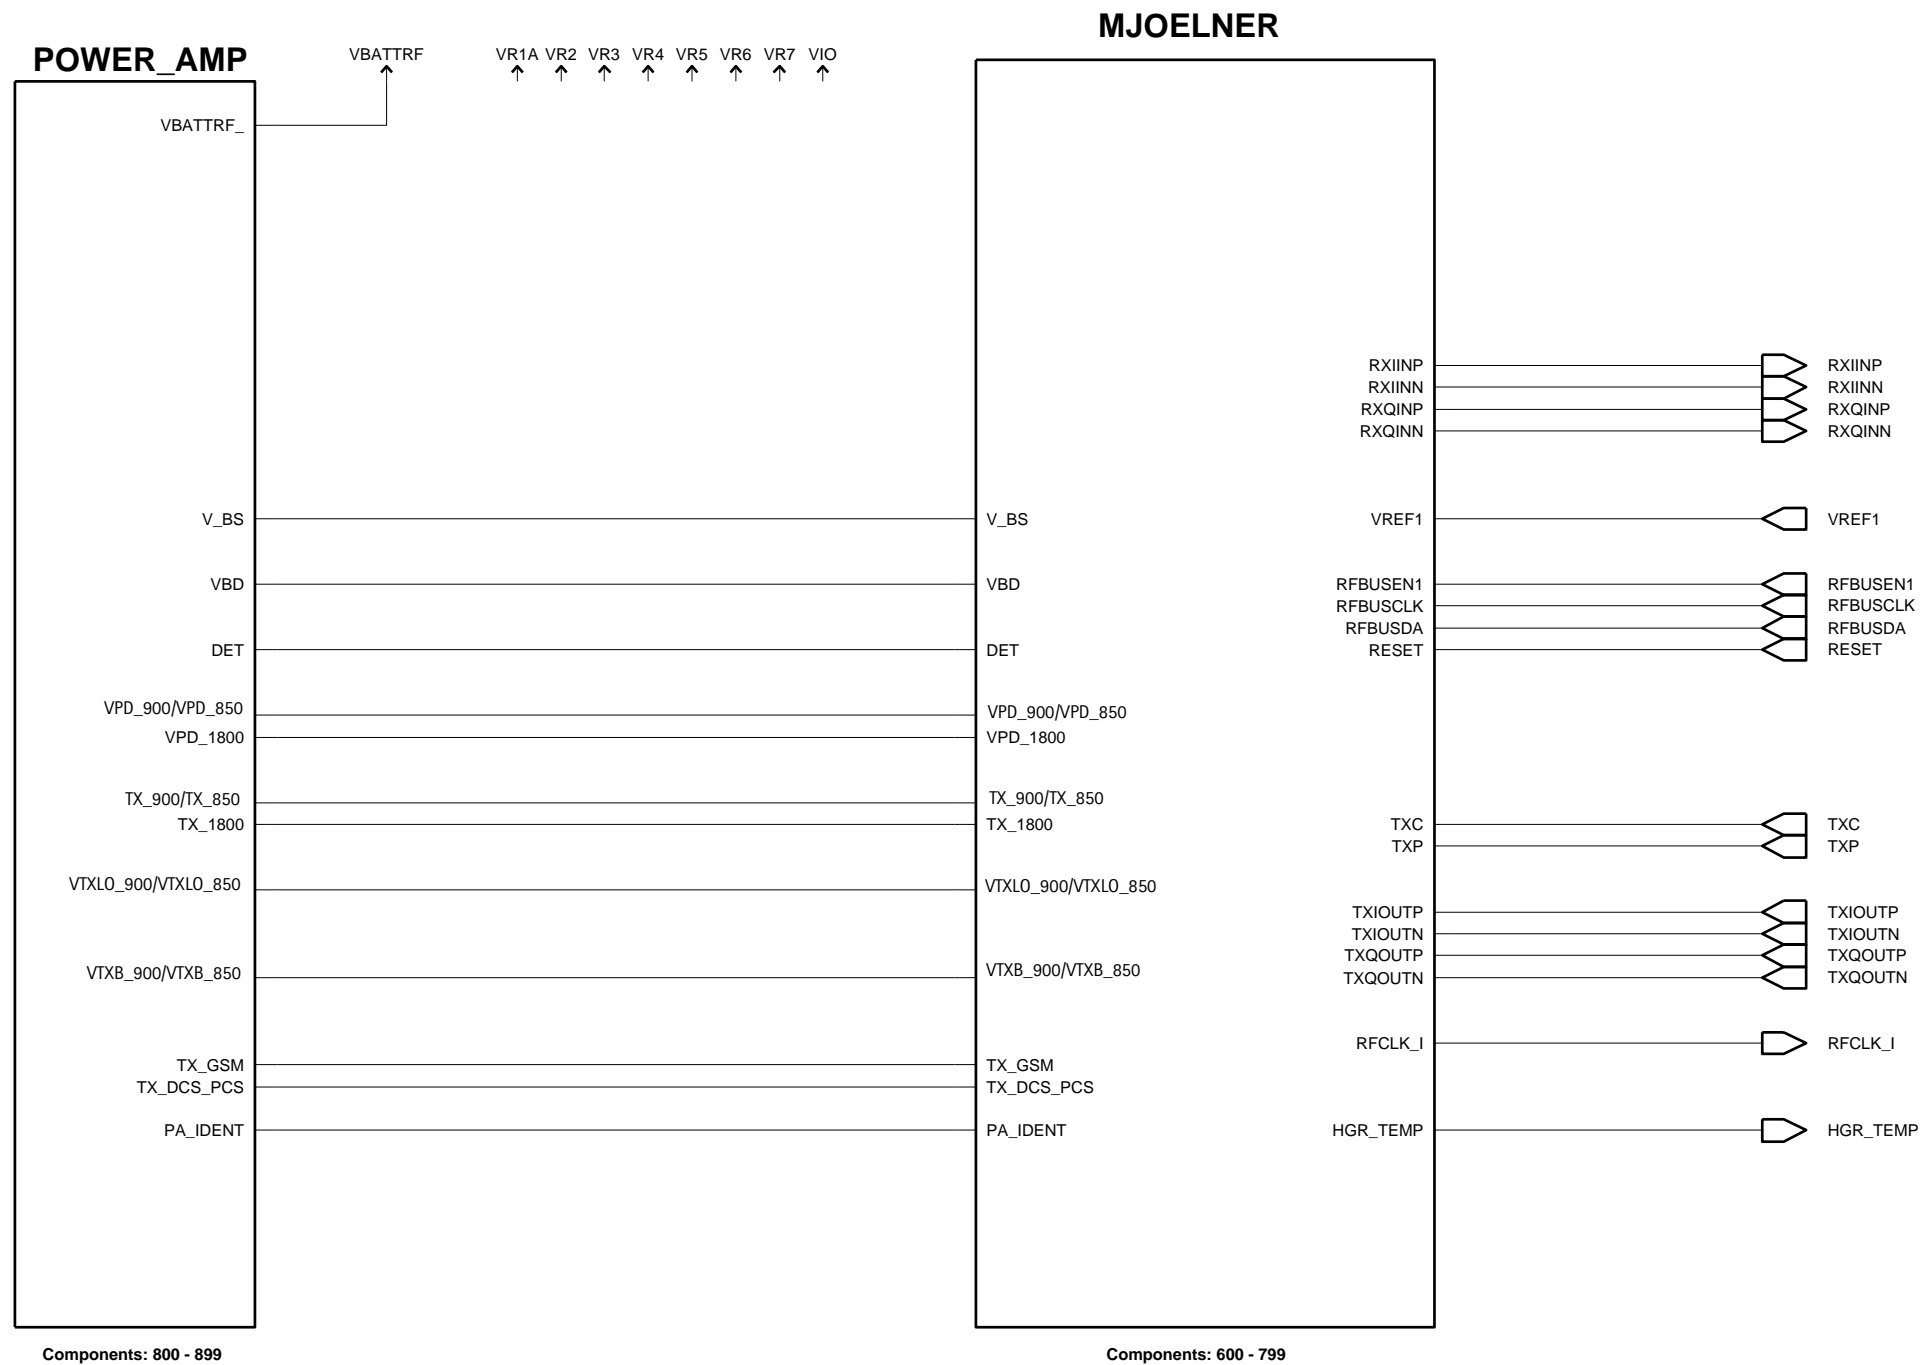 MJOELNER
POWER_AMP
VBATTRF
VR1A VR2 VR3 VR4 VR5 VR6 VR7 VIO
VBATTRF_
V_BS
VBD
DET
VPD_900/VPD_850
VPD_1800
TX_900/TX_850
TX_1800
VTXLO_900/VTXLO_850
VTXB_900/VTXB_850
TX_GSM
TX_DCS_PCS
PA_IDENT
V_BS
VBD
DET
VPD_900/VPD_850
VPD_1800
TX_900/TX_850
TX_1800
VTXLO_900/VTXLO_850
VTXB_900/VTXB_850
TX_GSM
TX_DCS_PCS
PA_IDENT
RXIINP
RXIINN
RXQINP
RXQINN
VREF1
RFBUSEN1
RFBUSCLK
RFBUSDA
RESET
TXC
TXP
TXIOUTP
TXIOUTN
TXQOUTP
TXQOUTN
RFCLK_I
HGR_TEMP
RXIINP
RXIINN
RXQINP
RXQINN
VREF1
RFBUSEN1
RFBUSCLK
RFBUSDA
RESET
TXC
TXP
TXIOUTP
TXIOUTN
TXQOUTP
TXQOUTN
RFCLK_I
HGR_TEMP
Components: 800 - 899
Components: 600 - 799